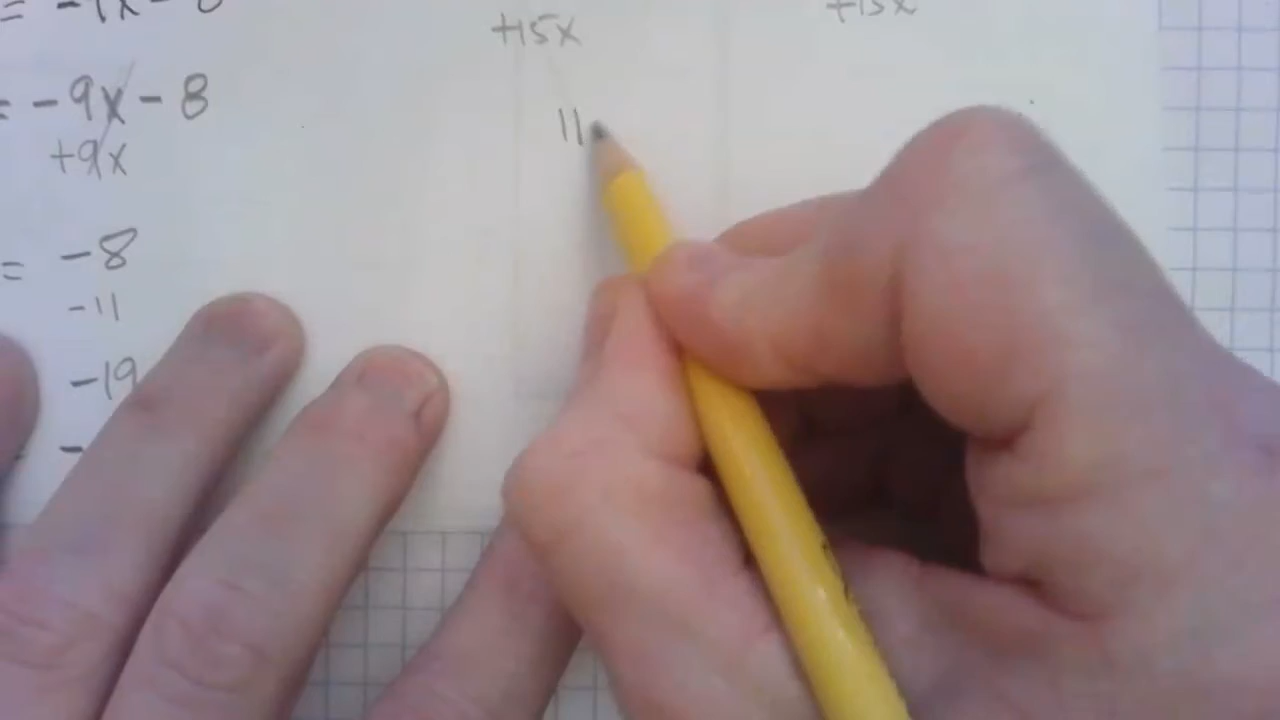 = -9x - 8
+9x
= -8
-11
-19
-
+15x
+15x
11